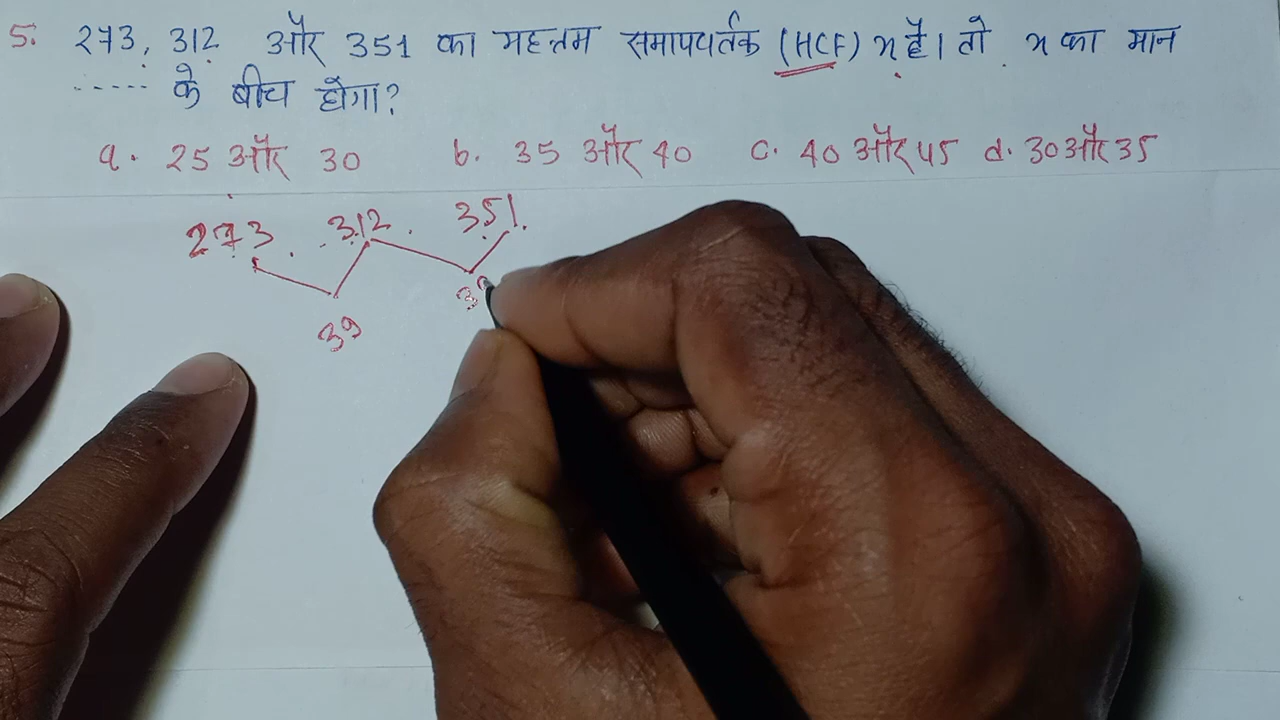 5. 273, 312 और 351 का महत्तम समापवर्तक (HCF) x है। तो x का मान
...... के बीच होगा?
a. 25 और 30 b. 35 और 40 c. 40 और 45 d. 30 और 35
273. 312. 351.
39 39